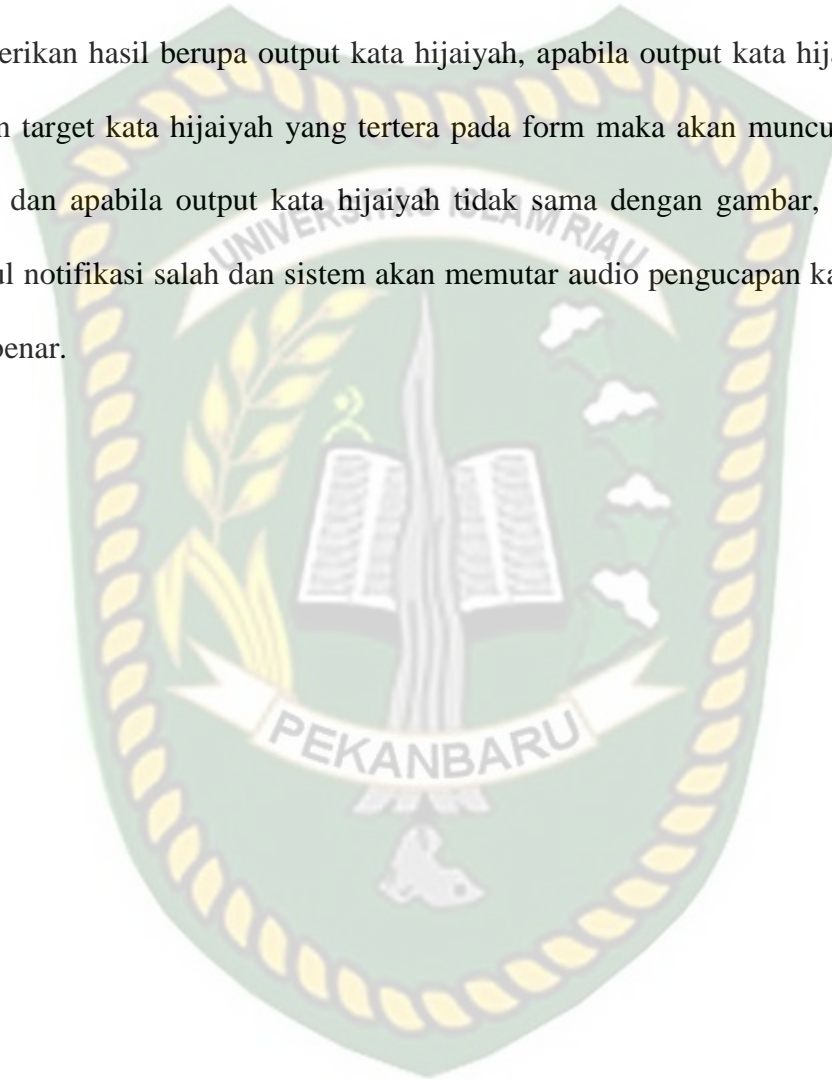 erikan hasil berupa output kata hijaiyah, apabila output kata hij
target kata hijaiyah yang tertera pada form maka akan muncu
dan apabila output kata hijaiyah tidak sama dengan gambar,
UNIVERSITAS ISLAM RIAU
notifikasi salah dan sistem akan memutar audio pengucapan ka
enar.
PEKANBARU